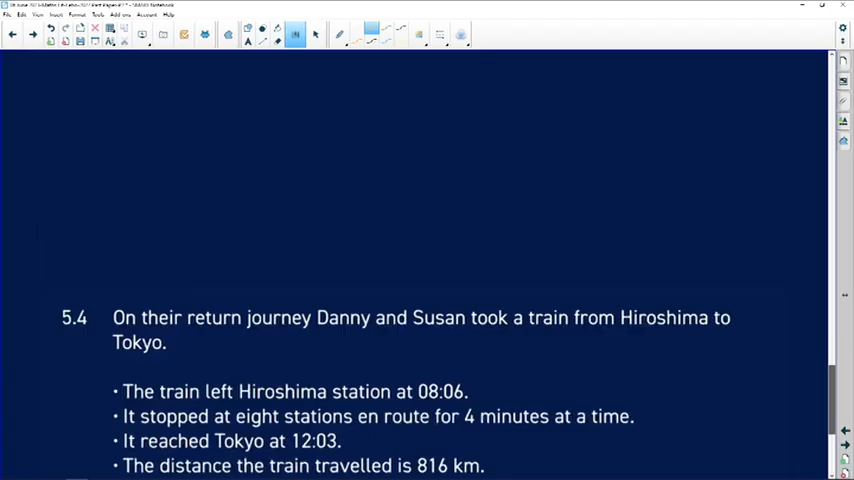 File Edit View Insert Format Tools Add-ons Account Help
5.4 On their return journey Danny and Susan took a train from Hiroshima to
Tokyo.
• The train left Hiroshima station at 08:06.
• It stopped at eight stations en route for 4 minutes at a time.
• It reached Tokyo at 12:03.
• The distance the train travelled is 816 km.